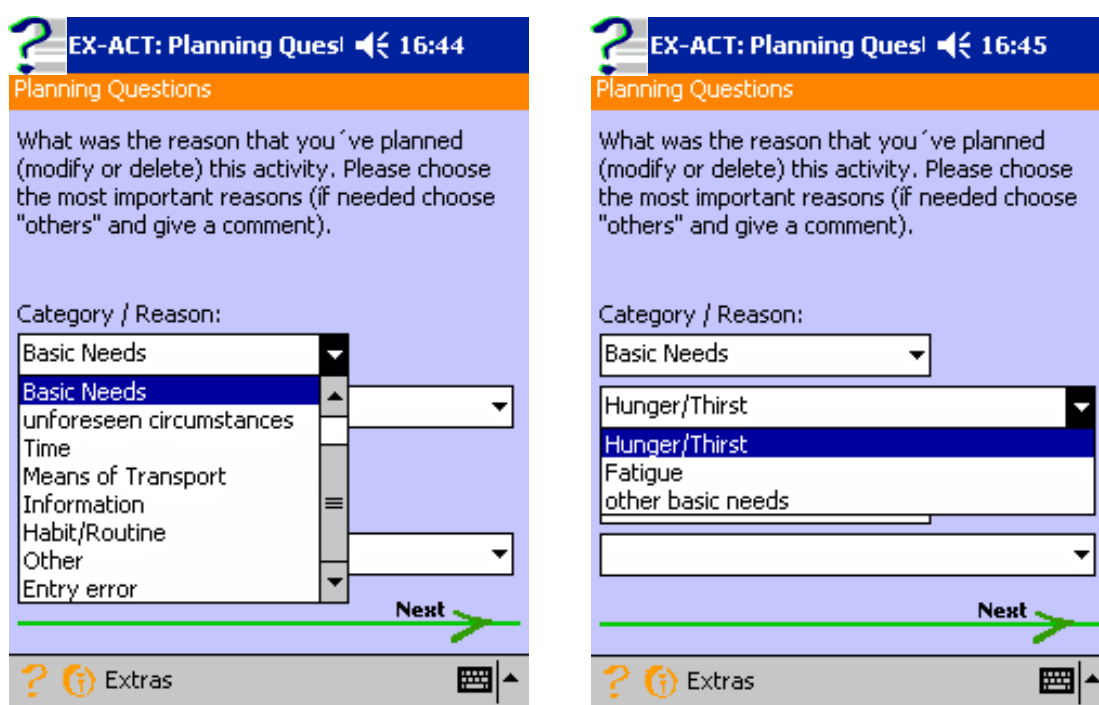 EX-ACT: Planning Ques 16:44
Planning Questions
What was the reason that you´ve planned
(modify or delete) this activity. Please choose
the most important reasons (if needed choose
"others" and give a comment).
Category / Reason:
Basic Needs
Basic Needs
unforeseen circumstances
Time
Means of Transport
Information
Habit/Routine
Other
Entry error
Next
Extras
EX-ACT: Planning Ques 16:45
Planning Questions
What was the reason that you´ve planned
(modify or delete) this activity. Please choose
the most important reasons (if needed choose
"others" and give a comment).
Category / Reason:
Basic Needs
Hunger/Thirst
Hunger/Thirst
Fatigue
other basic needs
Next
Extras